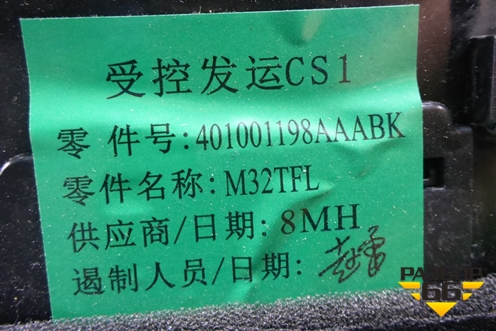 受控发运CS1
零件号:401001198AAABK
零件名称:M32TFL
供应商/日期:8MH
遏制人员/日期:
66